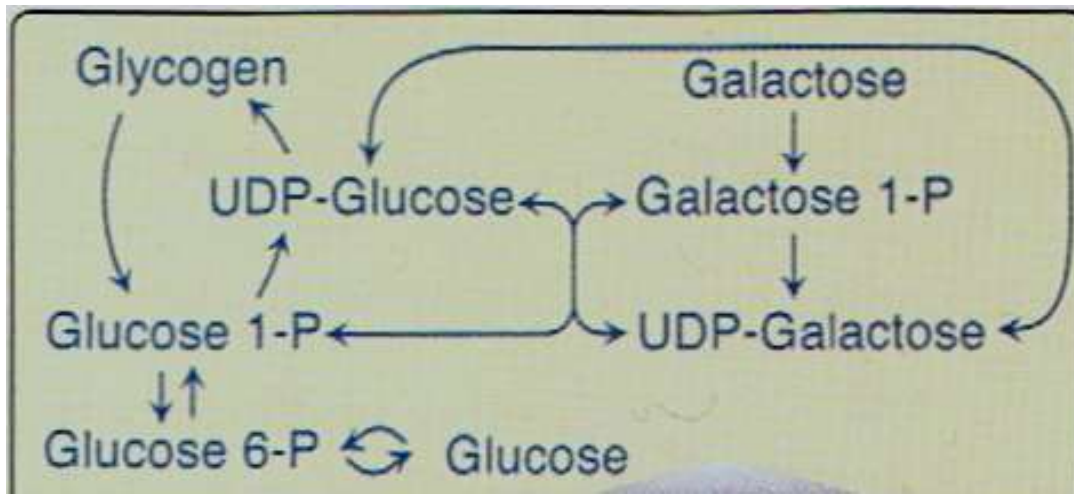 Glycogen
Galactose
UDP-Glucose
Galactose 1-P
Glucose 1-P
UDP-Galactose
Glucose 6-P
Glucose